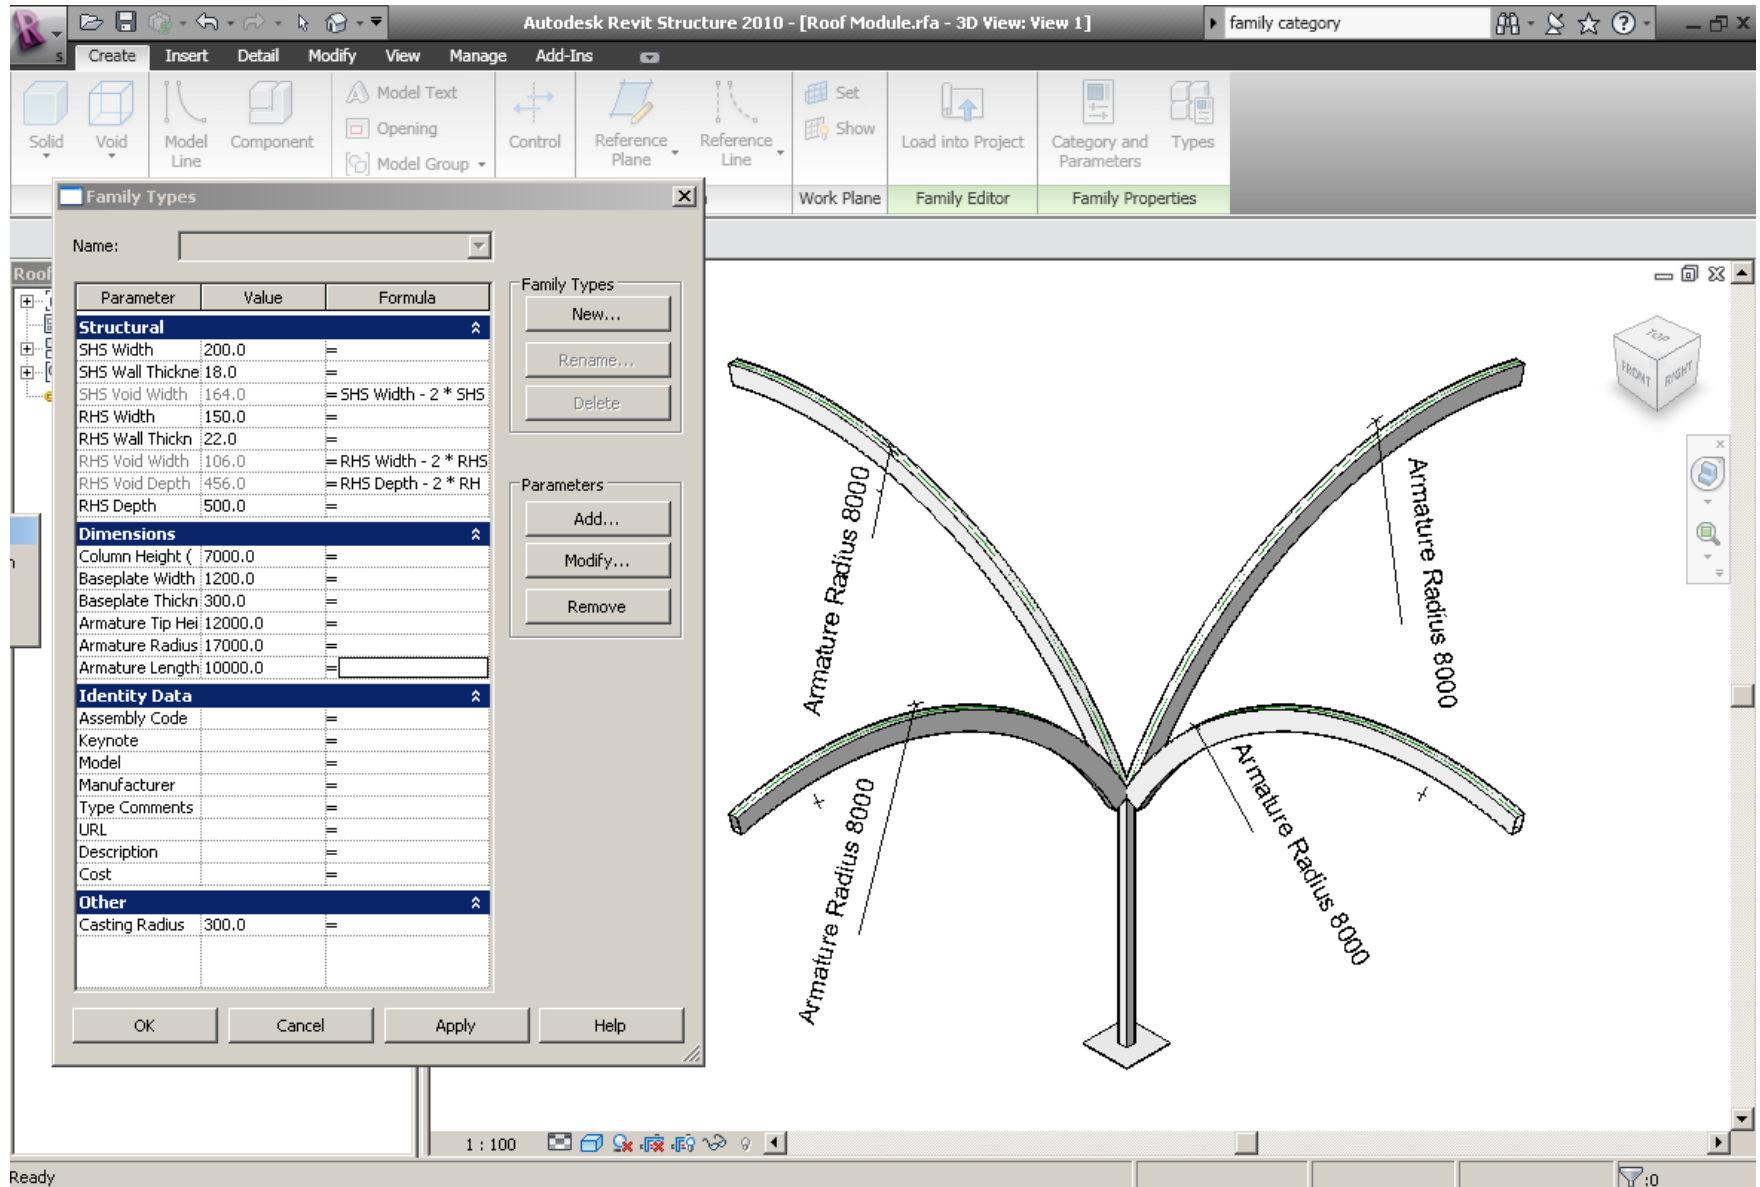 Autodesk Revit Structure 2010 - [Roof Module.rfa - 3D View: View 1]
family category
Create Insert Detail Modify View Manage Add-Ins
Solid
Void
Model Line
Component
Model Text
Opening
Model Group
Control
Reference Plane
Reference Line
Set
Show
Load into Project
Category and Parameters
Types
Work Plane
Family Editor
Family Properties
Family Types
Name:
Roof
Parameter Value Formula
Structural
SHS Width 200.0 =
SHS Wall Thickne 18.0 =
SHS Void Width 164.0 = SHS Width - 2 * SHS
RHS Width 150.0 =
RHS Wall Thickn 22.0 =
RHS Void Width 106.0 = RHS Width - 2 * RHS
RHS Void Depth 456.0 = RHS Depth - 2 * RH
RHS Depth 500.0 =
Dimensions
Column Height ( 7000.0 =
Baseplate Width 1200.0 =
Baseplate Thickn 300.0 =
Armature Tip Hei 12000.0 =
Armature Radius 17000.0 =
Armature Length 10000.0 =
Identity Data
Assembly Code =
Keynote =
Model =
Manufacturer =
Type Comments =
URL =
Description =
Cost =
Other
Casting Radius 300.0 =
Family Types
New...
Rename...
Delete
Parameters
Add...
Modify...
Remove
OK Cancel Apply Help
TOP
FRONT
RIGHT
Armature Radius 8000
Armature Radius 8000
Armature Radius 8000
Armature Radius 8000
1 : 100
Ready
:0